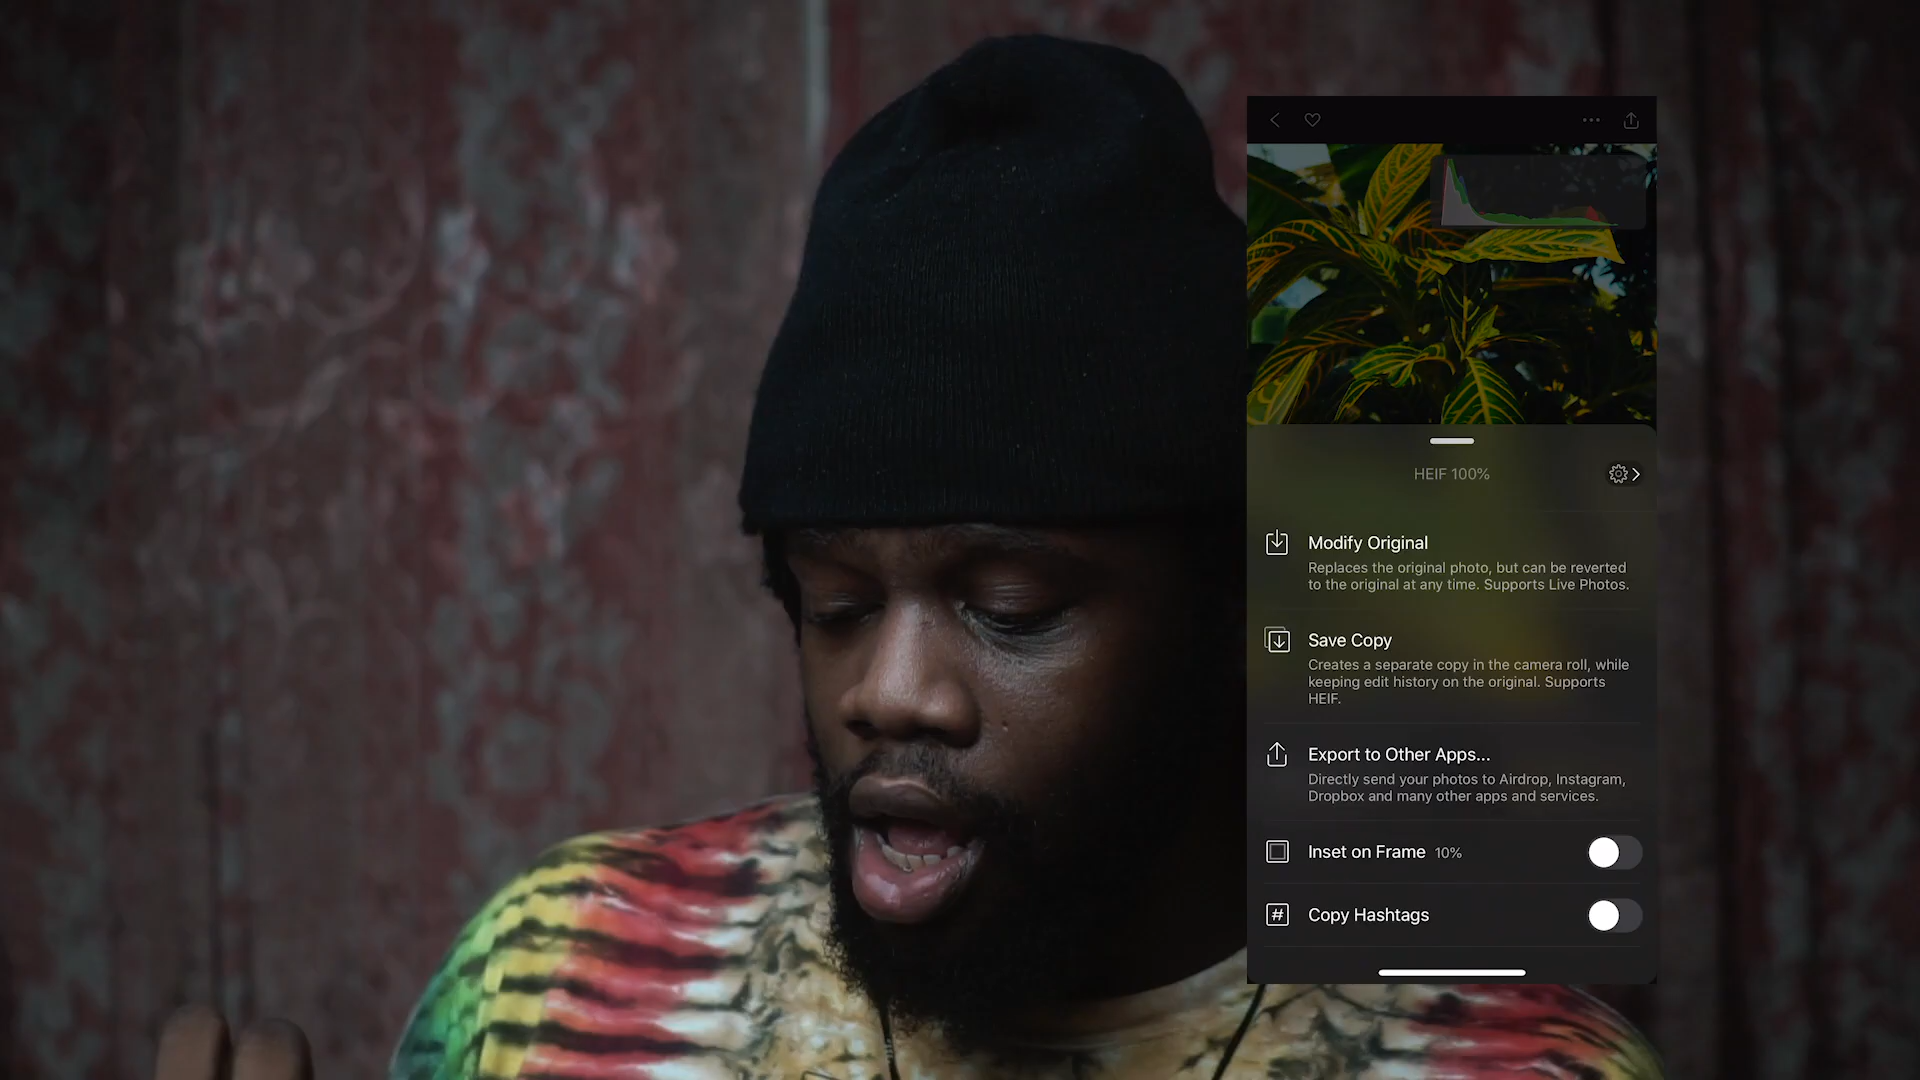 HEIF 100%
Modify Original
Replaces the original photo, but can be reverted
to the original at any time. Supports Live Photos.
Save Copy
Creates a separate copy in the camera roll, while
keeping edit history on the original. Supports
HEIF.
Export to Other Apps...
Directly send your photos to Airdrop, Instagram,
Dropbox and many other apps and services.
Inset on Frame 10%
# Copy Hashtags